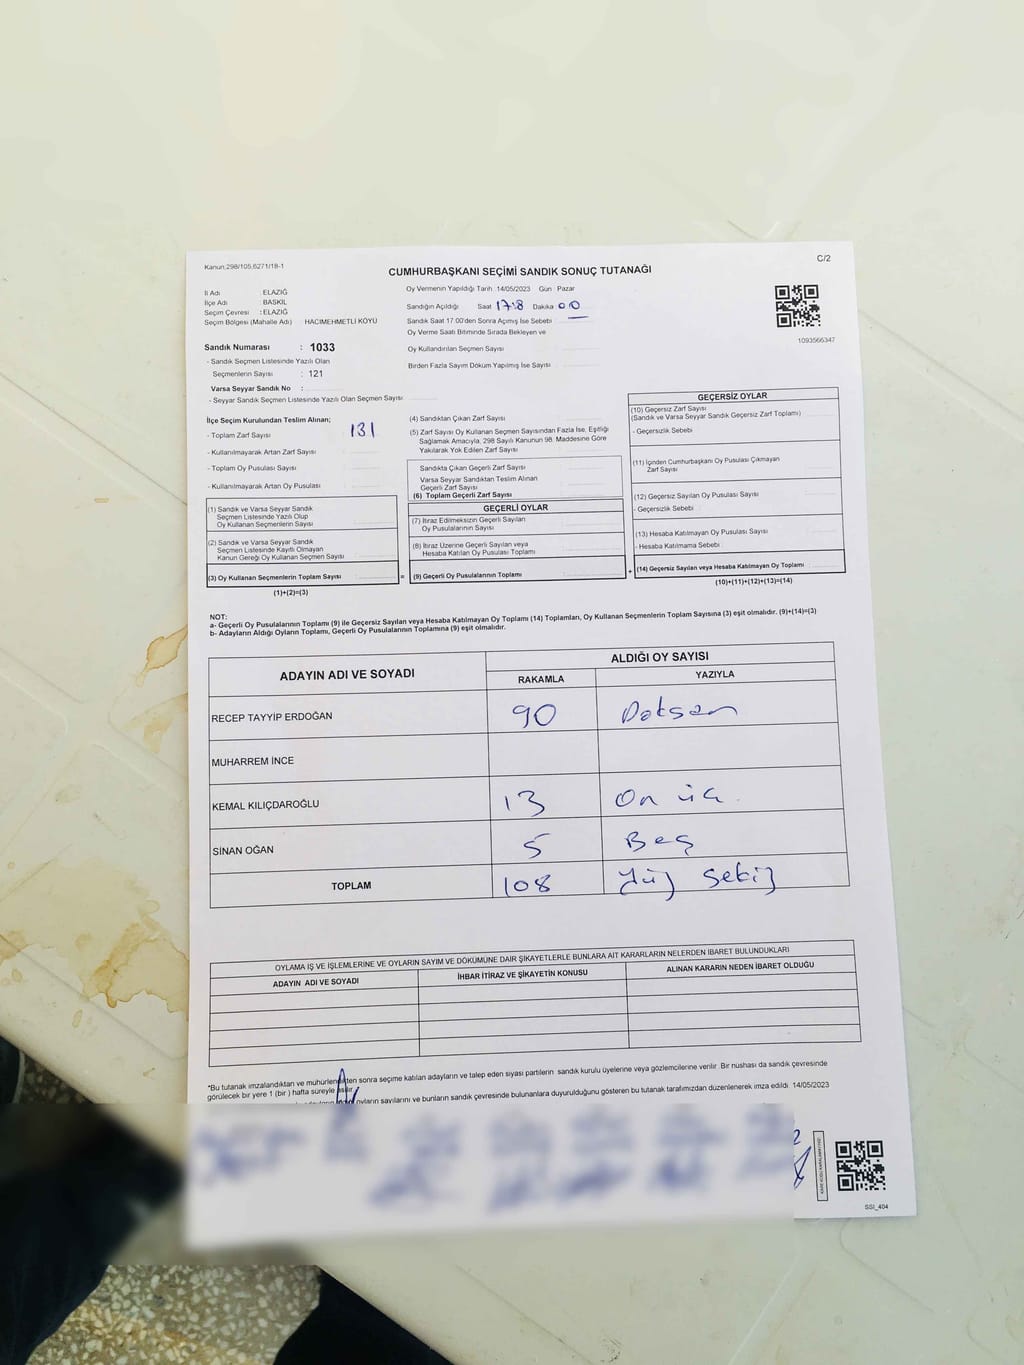 Kanun;298/105,6271/18-1
C/2
CUMHURBAŞKANI SEÇİMİ SANDIK SONUÇ TUTANAĞI
İl Adı : ELAZIĞ
İlçe Adı : BASKİL
Seçim Çevresi : ELAZIĞ
Seçim Bölgesi (Mahalle Adı) : HACIMEHMETLİ KÖYÜ
Oy Vermenin Yapıldığı Tarih :14/05/2023 Gün : Pazar
Sandığın Açıldığı Saat 17:8 Dakika 00
Sandık Saat 17.00'den Sonra Açımış İse Sebebi
Oy Verme Saati Bitiminde Sırada Bekleyen ve
Oy Kullandırılan Seçmen Sayısı
Birden Fazla Sayım Döküm Yapılmış İse Sayısı
1093566347
Sandık Numarası : 1033
- Sandık Seçmen Listesinde Yazılı Olan
Seçmenlerin Sayısı : 121
Varsa Seyyar Sandık No :
- Seyyar Sandık Seçmen Listesinde Yazılı Olan Seçmen Sayısı
İlçe Seçim Kurulundan Teslim Alınan;
- Toplam Zarf Sayısı 131
- Kullanılmayarak Artan Zarf Sayısı
- Toplam Oy Pusulası Sayısı
- Kullanılmayarak Artan Oy Pusulası
(1) Sandık ve Varsa Seyyar Sandık
Seçmen Listesinde Yazılı Olup
Oy Kullanan Seçmenlerin Sayısı
(2) Sandık ve Varsa Seyyar Sandık
Seçmen Listesinde Kayıtlı Olmayan
Kanun Gereği Oy Kullanan Seçmen Sayısı
(3) Oy Kullanan Seçmenlerin Toplam Sayısı
(1)+(2)=(3)
(4) Sandıktan Çıkan Zarf Sayısı
(5) Zarf Sayısı Oy Kullanan Seçmen Sayısından Fazla İse, Eşitliği
Sağlamak Amacıyla, 298 Sayılı Kanunun 98. Maddesine Göre
Yakılarak Yok Edilen Zarf Sayısı
Sandıkta Çıkan Geçerli Zarf Sayısı
Varsa Seyyar Sandıktan Teslim Alınan
Geçerli Zarf Sayısı
(6) Toplam Geçerli Zarf Sayısı
=
GEÇERLİ OYLAR
(7) İtiraz Edilmeksizin Geçerli Sayılan
Oy Pusulalarının Sayısı
(8) İtiraz Üzerine Geçerli Sayılan veya
Hesaba Katılan Oy Pusulası Toplamı
(9) Geçerli Oy Pusulalarının Toplamı
+
GEÇERSİZ OYLAR
(10) Geçersiz Zarf Sayısı
(Sandık ve Varsa Seyyar Sandık Geçersiz Zarf Toplamı)
- Geçersizlik Sebebi
(11) İçinden Cumhurbaşkanı Oy Pusulası Çıkmayan
Zarf Sayısı
(12) Geçersiz Sayılan Oy Pusulası Sayısı
- Geçersizlik Sebebi
(13) Hesaba Katılmayan Oy Pusulası Sayısı
- Hesaba Katılmama Sebebi
(14) Geçersiz Sayılan veya Hesaba Katılmayan Oy Toplamı
(10)+(11)+(12)+(13)=(14)
NOT:
a- Geçerli Oy Pusulalarının Toplamı (9) ile Geçersiz Sayılan veya Hesaba Katılmayan Oy Toplamı (14) Toplamları, Oy Kullanan Seçmenlerin Toplam Sayısına (3) eşit olmalıdır. (9)+(14)=(3)
b- Adayların Aldığı Oyların Toplamı, Geçerli Oy Pusulalarının Toplamına (9) eşit olmalıdır.
ADAYIN ADI VE SOYADI
ALDIĞI OY SAYISI
RAKAMLA YAZIYLA
RECEP TAYYİP ERDOĞAN 90 Doksan
MUHARREM İNCE
KEMAL KILIÇDAROĞLU 13 On üç
SİNAN OĞAN 5 Beş
TOPLAM 108 Yüz sekiz
OYLAMA İŞ VE İŞLEMLERİNE VE OYLARIN SAYIM VE DÖKÜMÜNE DAİR ŞİKAYETLERLE BUNLARA AİT KARARLARIN NELERDEN İBARET BULUNDUKLARI
ADAYIN ADI VE SOYADI İHBAR İTİRAZ VE ŞİKAYETİN KONUSU ALINAN KARARIN NEDEN İBARET OLDUĞU
*Bu tutanak imzalandıktan ve mühürlendikten sonra seçime katılan adayların ve talep eden siyasi partilerin sandık kurulu üyelerine veya gözlemcilerine verilir. Bir nüshası da sandık çevresinde
görülecek bir yere 1 (bir) hafta süreyle asılır.
oyların sayılarını ve bunların sandık çevresinde bulunanlara duyurulduğunu gösteren bu tutanak tarafımızdan düzenlenerek imza edildi. 14/05/2023
SSI_404